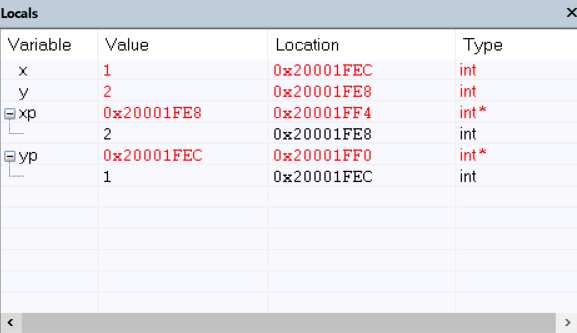 Locals
Variable Value Location Type
x 1 0x20001FEC int
y 2 0x20001FE8 int
xp 0x20001FE8 0x20001FF4 int*
2 0x20001FE8 int
yp 0x20001FEC 0x20001FF0 int*
1 0x20001FEC int